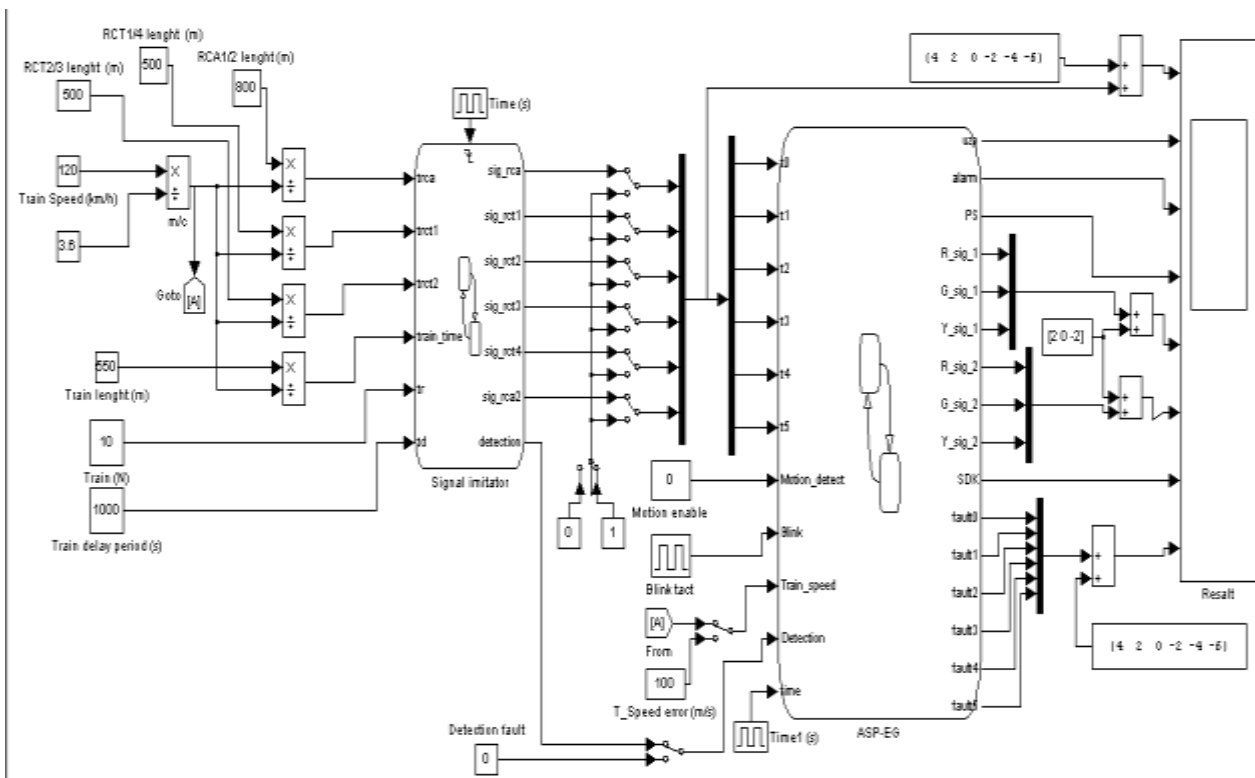 RCT1/4 lenght (m)
500
RCT2/3 lenght (m)
500
RCA1/2 lenght (m)
800
Time (s)
120
Train Speed (km/h)
3.6
×
÷
m/c
Goto
[A]
×
÷
×
÷
×
÷
×
÷
550
Train lenght (m)
10
Train (N)
1000
Train delay period (s)
trca
trct1
trct2
train_time
tr
td
sig_rca
sig_rct1
sig_rct2
sig_rct3
sig_rct4
sig_rca2
detection
Signal imitator
0
1
0
Motion enable
Blink tact
[A]
From
100
T_Speed error (m/s)
Detection fault
0
Time1 (s)
t0
t1
t2
t3
t4
t5
Motion_detect
Blink
Train_speed
Detection
time
alarm
PS
R_sig_1
G_sig_1
Y_sig_1
R_sig_2
G_sig_2
Y_sig_2
SDK
fault0
fault1
fault2
fault3
fault4
fault5
ASP-EG
+
+
[2 0 -2]
+
+
+
+
+
+
Resalt